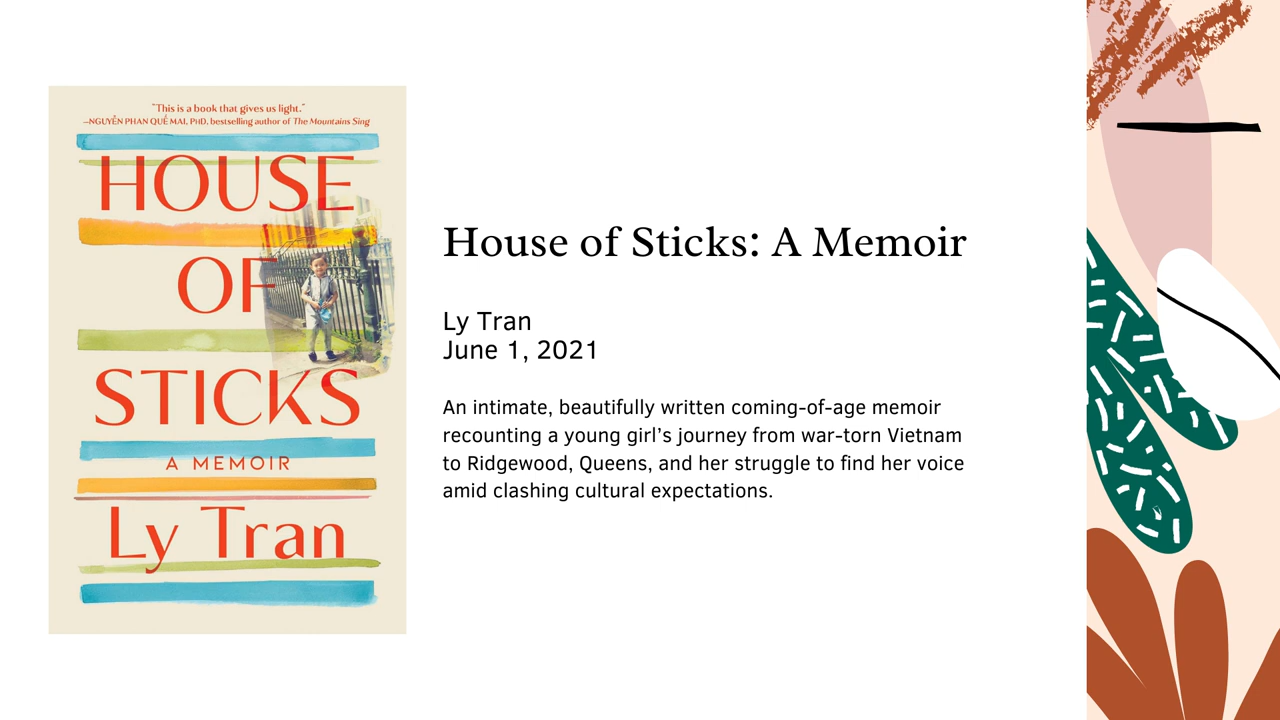 "This is a book that gives us light."
—NGUYỄN PHAN QUẾ MAI, PHD, bestselling author of The Mountains Sing
HOUSE
OF
STICKS
A MEMOIR
Ly Tran
House of Sticks: A Memoir
Ly Tran
June 1, 2021
An intimate, beautifully written coming-of-age memoir
recounting a young girl’s journey from war-torn Vietnam
to Ridgewood, Queens, and her struggle to find her voice
amid clashing cultural expectations.